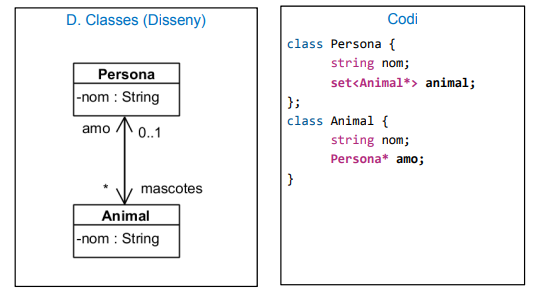 D. Classes (Disseny)
Persona
-nom : String
amo
0..1
*
mascotes
Animal
-nom : String
Codi
class Persona {
string nom;
set<Animal*> animal;
};
class Animal {
string nom;
Persona* amo;
}